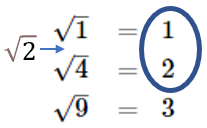 √1 = 1
√2
√4 = 2
√9 = 3